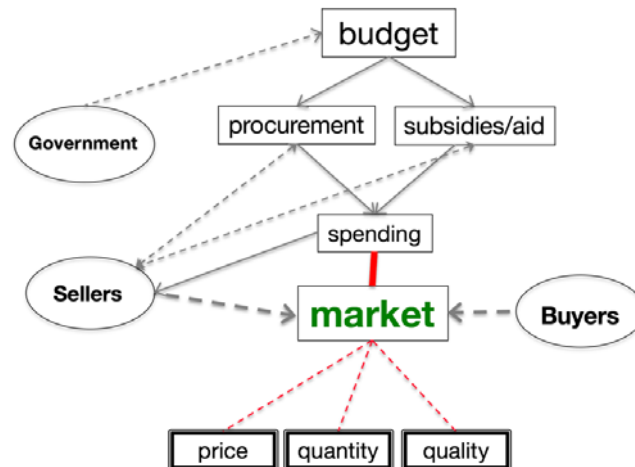 budget
Government
procurement
subsidies/aid
spending
Sellers
market
Buyers
price
quantity
quality